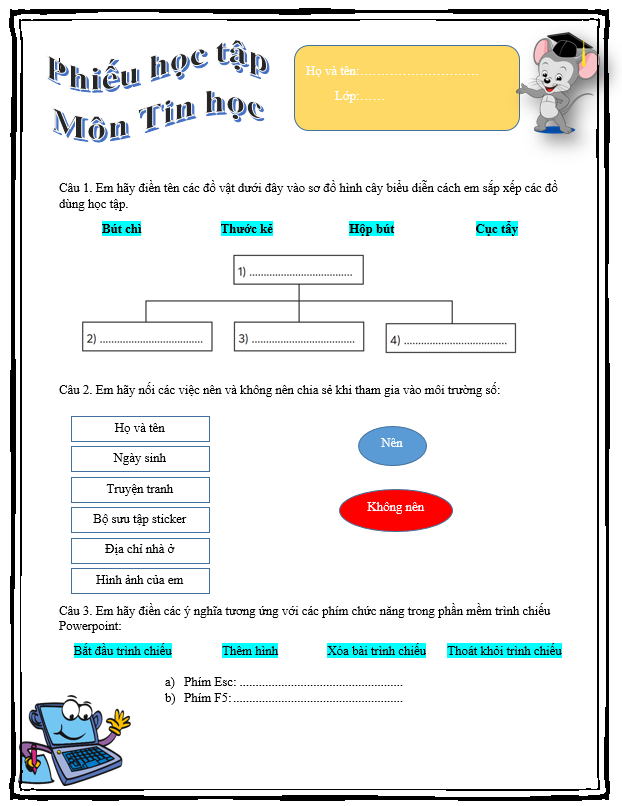 Phiếu học tập
Môn Tin học
Họ và tên:...........................
Lớp:......
Câu 1. Em hãy điền tên các đồ vật dưới đây vào sơ đồ hình cây biểu diễn cách em sắp xếp các đồ
dùng học tập.
Bút chì Thước kẻ Hộp bút Cục tẩy
1) .....................................
2) ..................................... 3) ..................................... 4) .....................................
Câu 2. Em hãy nối các việc nên và không nên chia sẻ khi tham gia vào môi trường số:
Họ và tên
Nên
Ngày sinh
Truyện tranh
Không nên
Bộ sưu tập sticker
Địa chỉ nhà ở
Hình ảnh của em
Câu 3. Em hãy điền các ý nghĩa tương ứng với các phím chức năng trong phần mềm trình chiếu
Powerpoint:
Bắt đầu trình chiếu Thêm hình Xóa bài trình chiếu Thoát khỏi trình chiếu
a) Phím Esc: ...................................................
b) Phím F5:.....................................................